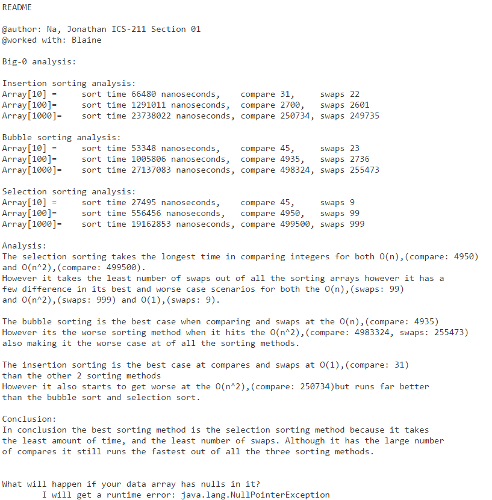 README
@author: Na, Jonathan ICS-211 Section 01
@worked with: Blaine
Big-O analysis:
Insertion sorting analysis:
Array[10] = sort time 66480 nanoseconds, compare 31, swaps 22
Array[100]= sort time 1291011 nanoseconds, compare 2700, swaps 2601
Array[1000]= sort time 23738022 nanoseconds, compare 250734, swaps 249735
Bubble sorting analysis:
Array[10] = sort time 53348 nanoseconds, compare 45, swaps 23
Array[100]= sort time 1005806 nanoseconds, compare 4935, swaps 2736
Array[1000]= sort time 27137083 nanoseconds, compare 498324, swaps 255473
Selection sorting analysis:
Array[10] = sort time 27495 nanoseconds, compare 45, swaps 9
Array[100]= sort time 556456 nanoseconds, compare 4950, swaps 99
Array[1000]= sort time 19162853 nanoseconds, compare 499500, swaps 999
Analysis:
The selection sorting takes the longest time in comparing integers for both O(n),(compare: 4950)
and O(n^2),(compare: 499500).
However it takes the least number of swaps out of all the sorting arrays however it has a
few difference in its best and worse case scenarios for both the O(n),(swaps: 99)
and O(n^2),(swaps: 999) and O(1),(swaps: 9).
The bubble sorting is the best case when comparing and swaps at the O(n),(compare: 4935)
However its the worse sorting method when it hits the O(n^2),(compare: 4983324, swaps: 255473)
also making it the worse case at of all the sorting methods.
The insertion sorting is the best case at compares and swaps at O(1),(compare: 31)
than the other 2 sorting methods
However it also starts to get worse at the O(n^2),(compare: 250734)but runs far better
than the bubble sort and selection sort.
Conclusion:
In conclusion the best sorting method is the selection sorting method because it takes
the least amount of time, and the least number of swaps. Although it has the large number
of compares it still runs the fastest out of all the three sorting methods.
What will happen if your data array has nulls in it?
I will get a runtime error: java.lang.NullPointerException